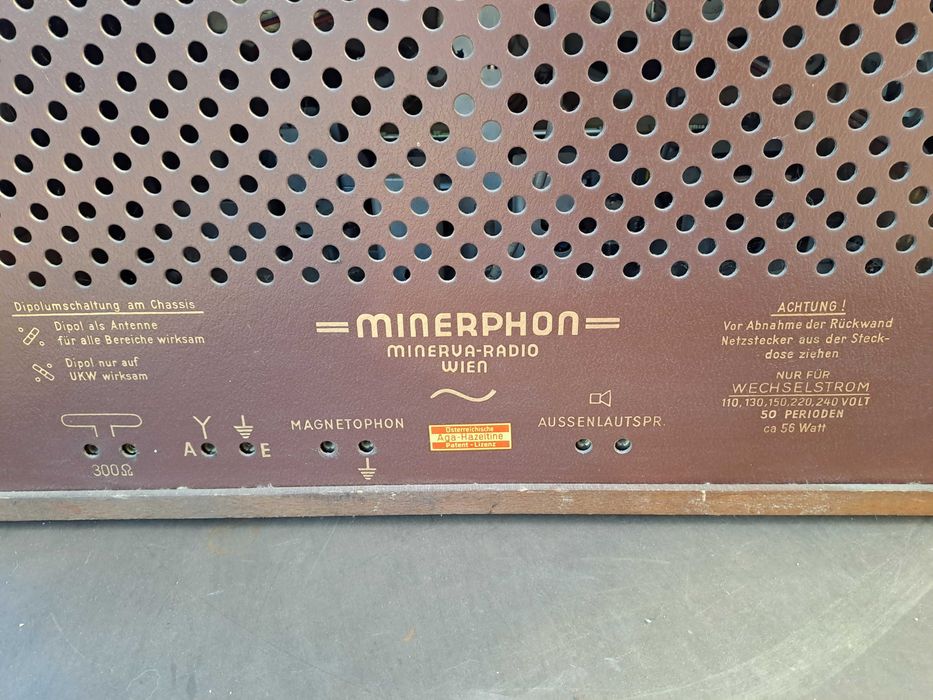 Dipolumschaltung am Chassis
Dipol als Antenne
für alle Bereiche wirksam
Dipol nur auf
UKW wirksam
300Ω
A
E
MINERPHON
MINERVA-RADIO
WIEN
MAGNETOPHON
Österreichische
Aga-Hazeltine
Patent-Lizenz
AUSSENLAUTSPR.
ACHTUNG!
Vor Abnahme der Rückwand
Netzstecker aus der Steck-
dose ziehen
NUR FÜR
WECHSELSTROM
110,130,150,220,240 VOLT
50 PERIODEN
ca 56 Watt